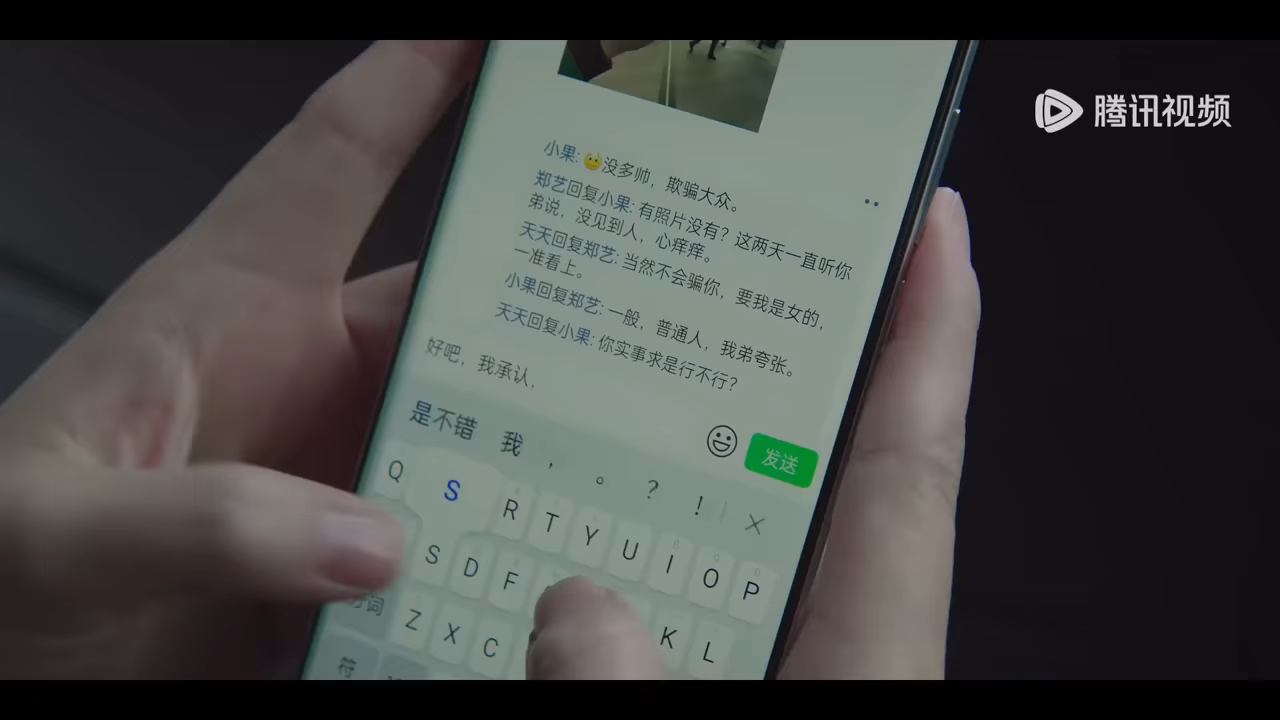 腾讯视频
小果:😶没多帅，欺骗大众。
郑艺回复小果: 有照片没有？这两天一直听你
弟说，没见到人，心痒痒。
天天回复郑艺: 当然不会骗你，要我是女的，
一准看上。
小果回复郑艺: 一般，普通人，我弟夸张。
天天回复小果: 你实事求是行不行？
好吧，我承认，
发送
是不错 我 ， 。 ？ ！
Q S R T Y U I O P
S D F K L
词 Z X C
符